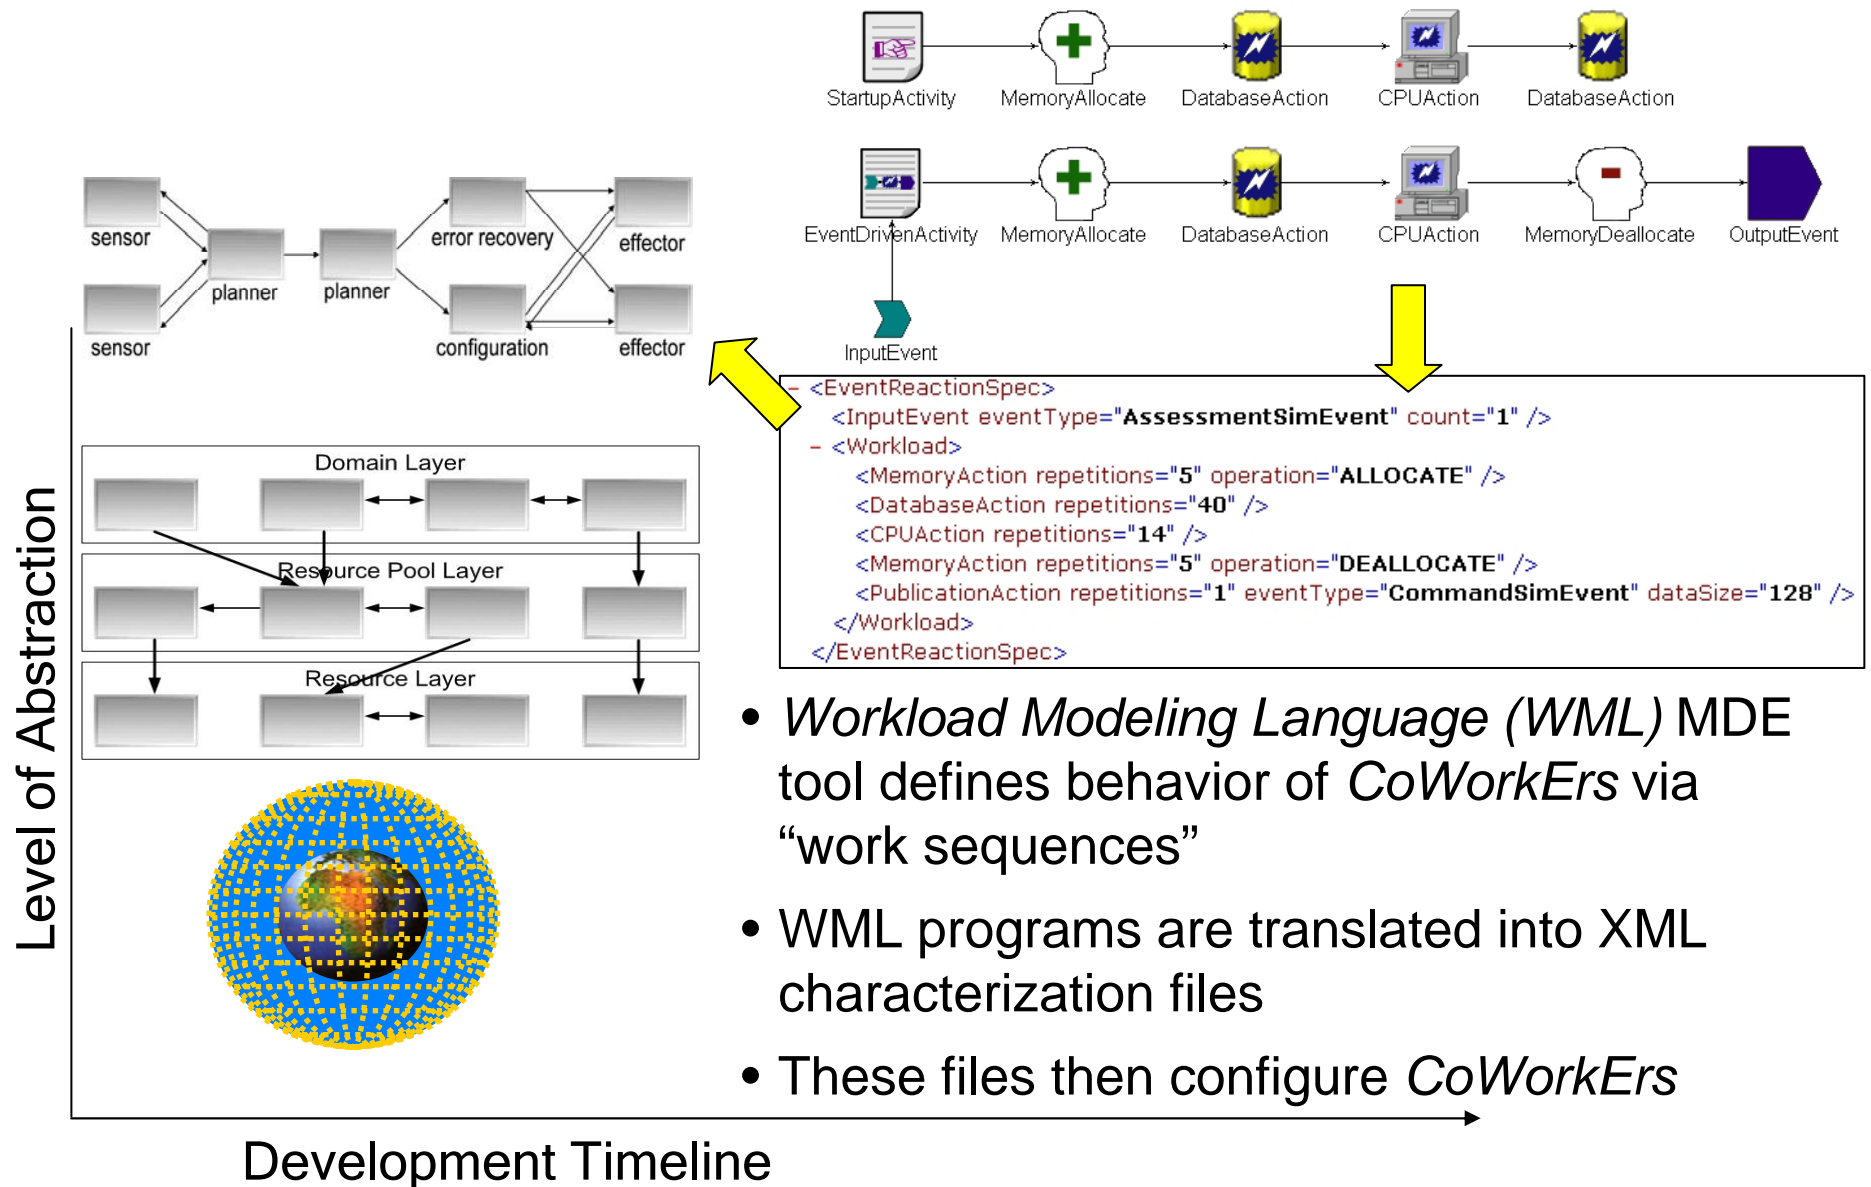 StartupActivity MemoryAllocate DatabaseAction CPUAction DatabaseAction
EventDrivenActivity MemoryAllocate DatabaseAction CPUAction MemoryDeallocate OutputEvent
InputEvent
sensor error recovery effector
planner planner
sensor configuration effector
− <EventReactionSpec>
<InputEvent eventType="AssessmentSimEvent" count="1" />
− <Workload>
<MemoryAction repetitions="5" operation="ALLOCATE" />
<DatabaseAction repetitions="40" />
<CPUAction repetitions="14" />
<MemoryAction repetitions="5" operation="DEALLOCATE" />
<PublicationAction repetitions="1" eventType="CommandSimEvent" dataSize="128" />
</Workload>
</EventReactionSpec>
Domain Layer
Resource Pool Layer
Resource Layer
Level of Abstraction
• Workload Modeling Language (WML) MDE
tool defines behavior of CoWorkErs via
“work sequences”
• WML programs are translated into XML
characterization files
• These files then configure CoWorkErs
Development Timeline